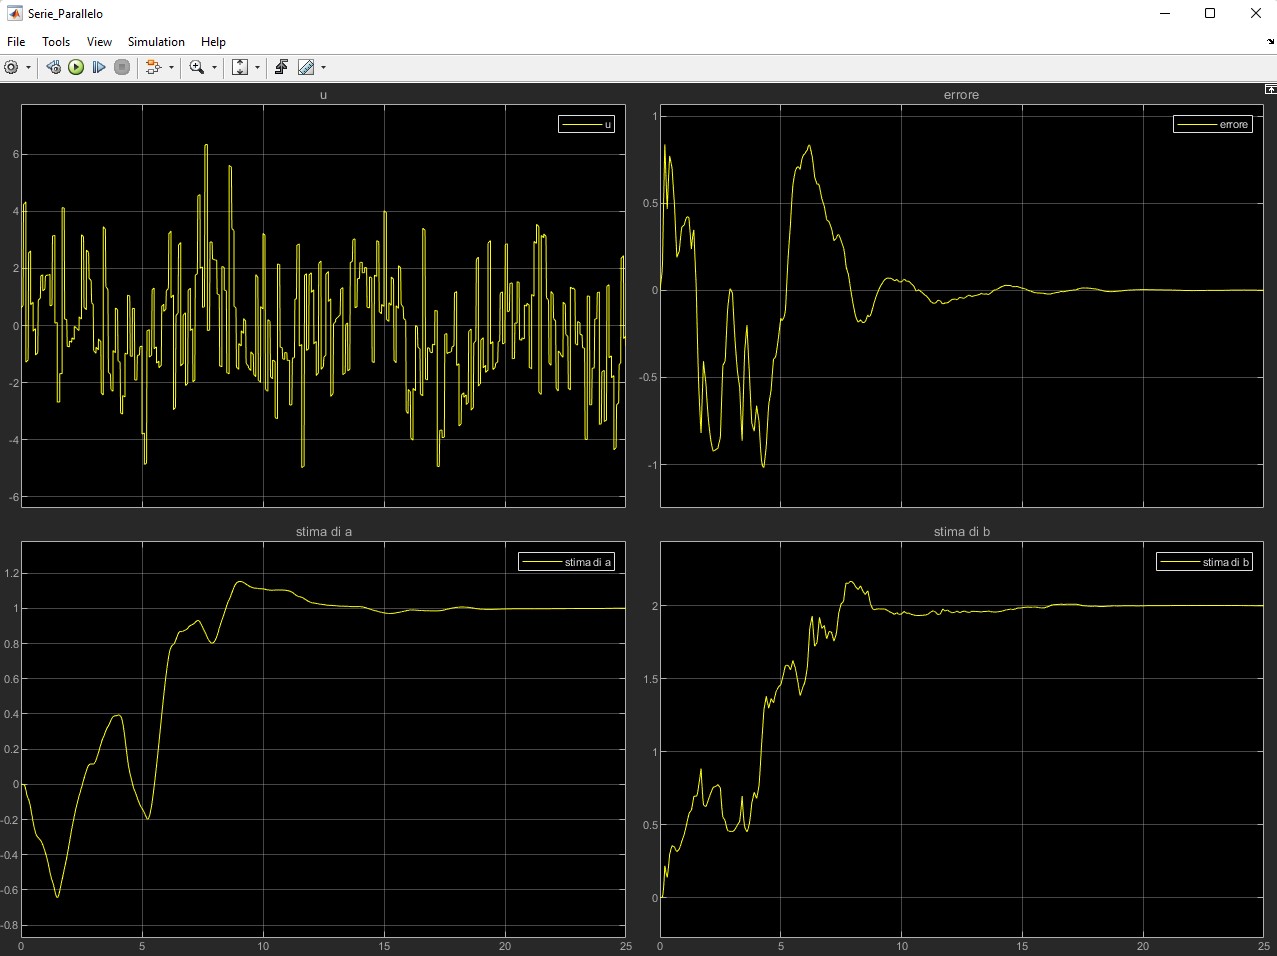 Serie_Parallelo
File Tools View Simulation Help
u
u
6
4
2
0
-2
-4
-6
errore
errore
1
0.5
0
-0.5
-1
stima di a
stima di a
1.2
1
0.8
0.6
0.4
0.2
0
-0.2
-0.4
-0.6
-0.8
0 5 10 15 20 25
stima di b
stima di b
2
1.5
1
0.5
0
0 5 10 15 20 25